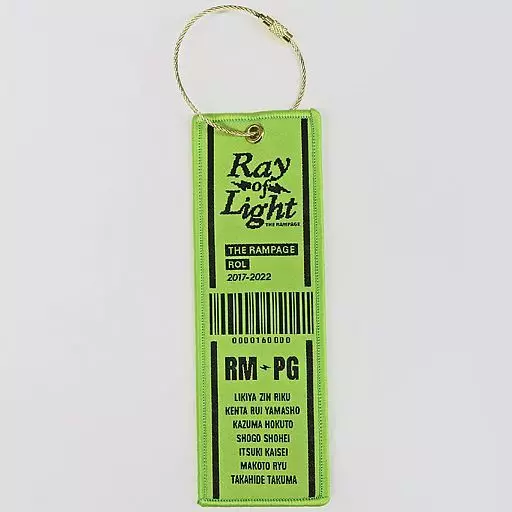 Ray
of
Light
THE RAMPAGE
THE RAMPAGE
ROL
2017-2022
0000160000
RM PG
LIKIYA ZIN RIKU
KENTA RUI YAMASHO
KAZUMA HOKUTO
SHOGO SHOHEI
ITSUKI KAISEI
MAKOTO RYU
TAKAHIDE TAKUMA